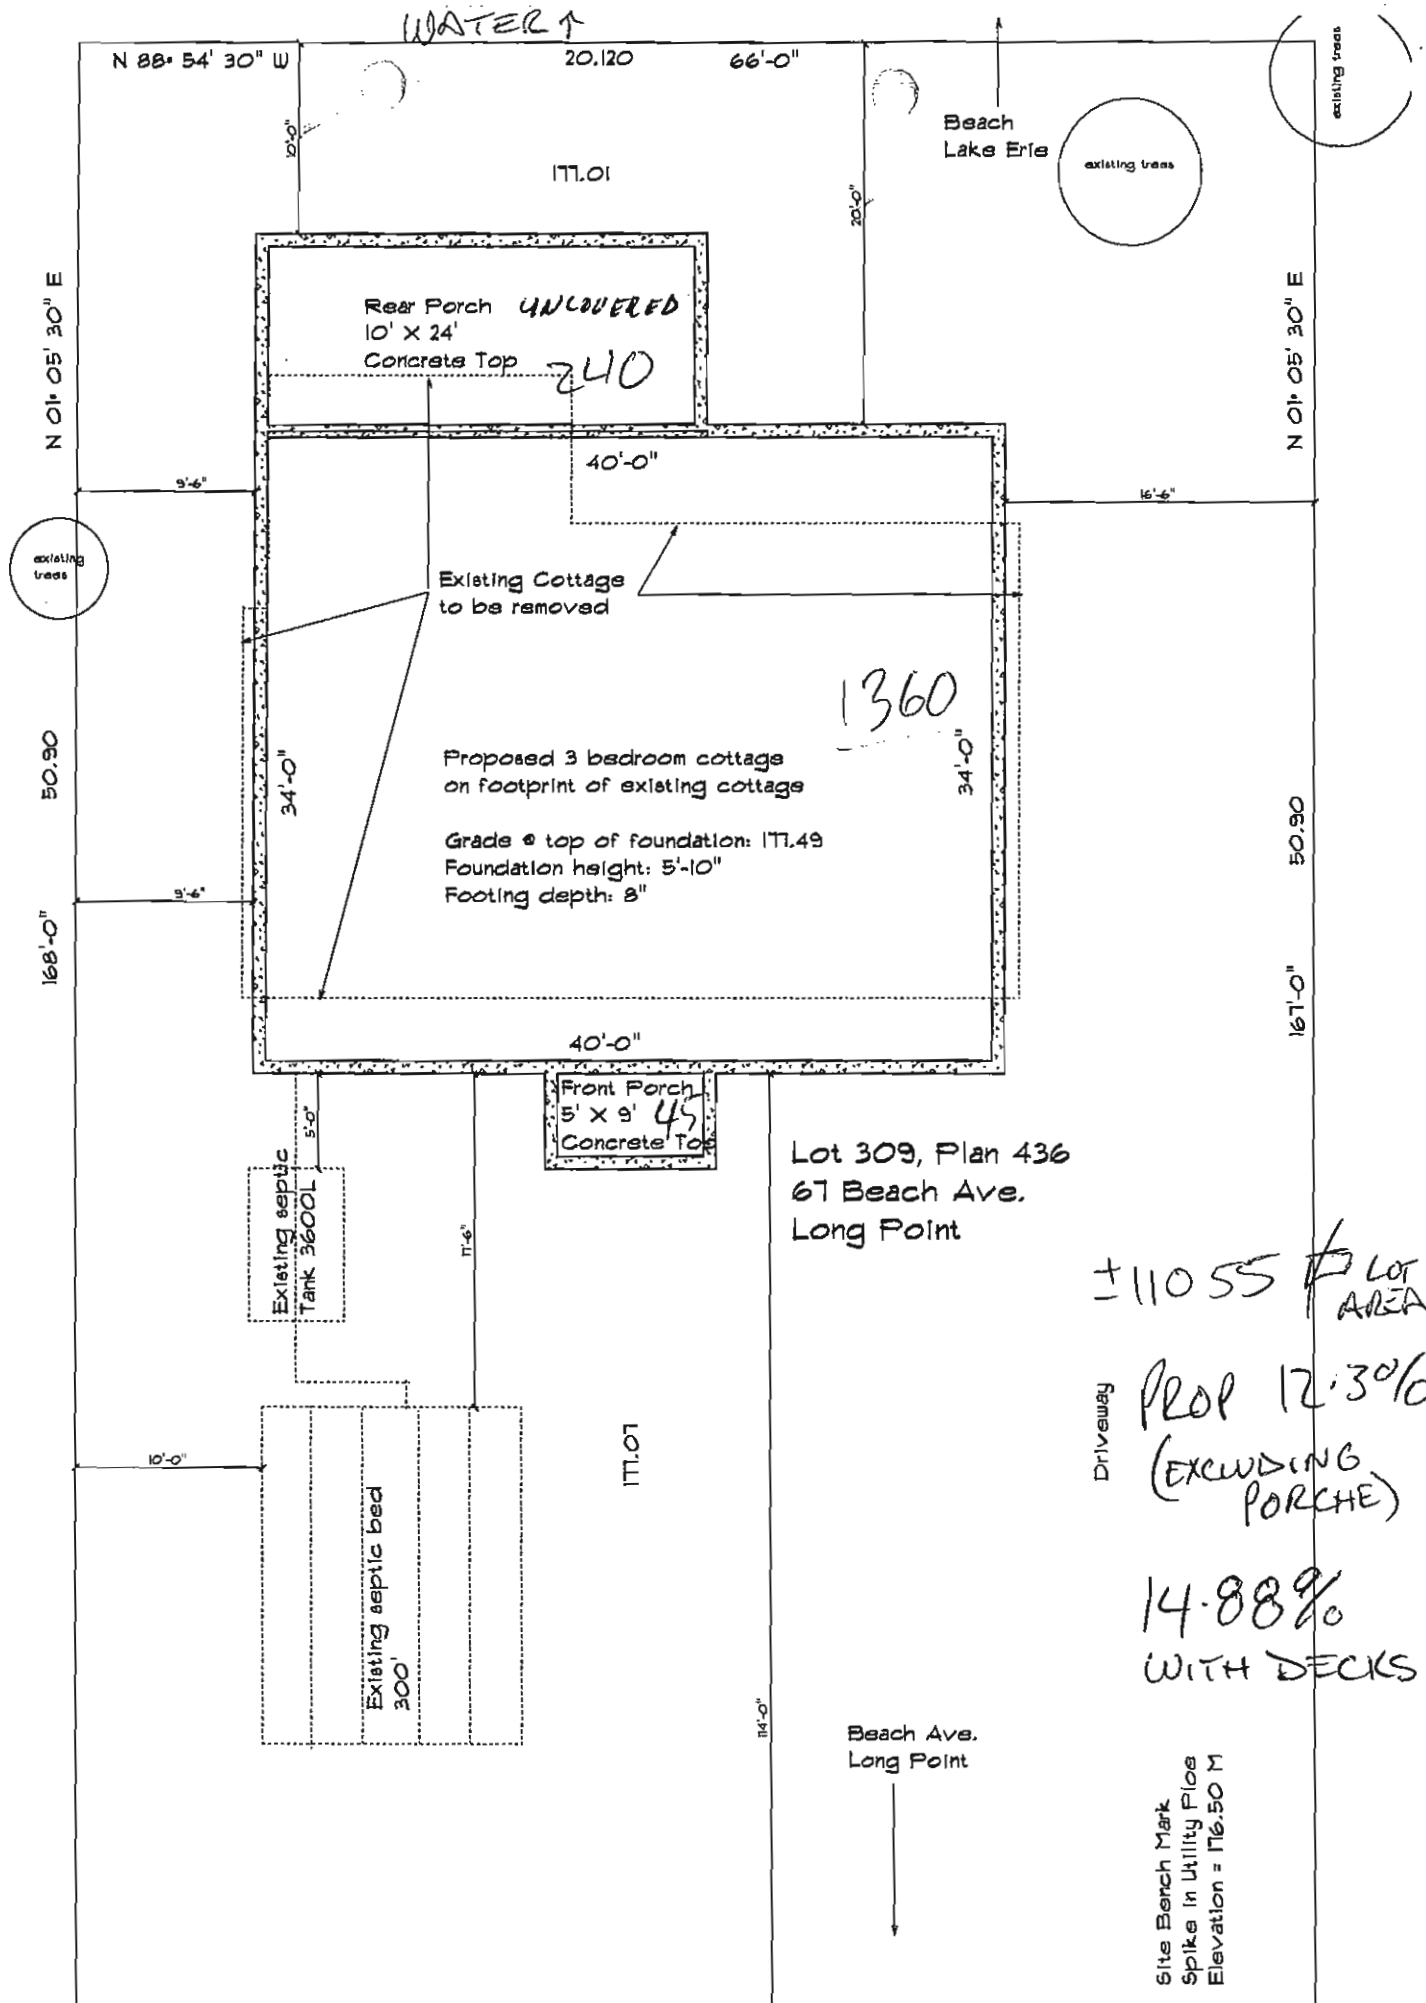 WATER ↑
N 88• 54' 30" W
20.120
66'-0"
existing trees
10'-0"
Beach
Lake Erie
existing trees
177.01
20'-0"
N 01• 05' 30" E
N 01• 05' 30" E
Rear Porch UNCOVERED
10' X 24'
Concrete Top 240
40'-0"
9'-6"
16'-6"
existing
trees
Existing Cottage
to be removed
1360
50.90
34'-0"
34'-0"
Proposed 3 bedroom cottage
on footprint of existing cottage
50.90
Grade @ top of foundation: 177.49
Foundation height: 5'-10"
Footing depth: 8"
9'-6"
168'-0"
167'-0"
40'-0"
Front Porch
5' X 9' 45
Concrete Top
5'-0"
Lot 309, Plan 436
67 Beach Ave.
Long Point
Existing septic
Tank 3600L
17'-6"
±11055 LOT
AREA
Driveway
PROP 12.3%
(EXCLUDING
PORCHE)
10'-0"
177.07
Existing septic bed
300'
14.88%
WITH DECKS
114'-0"
Beach Ave.
Long Point
Site Bench Mark
Spike in Utility Ploe
Elevation = 176.50 M